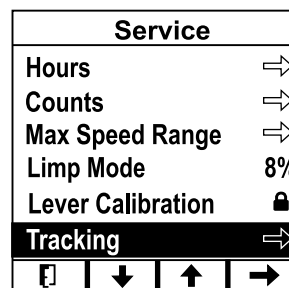 Service
Hours
Counts
Max Speed Range
Limp Mode 8%
Lever Calibration
Tracking